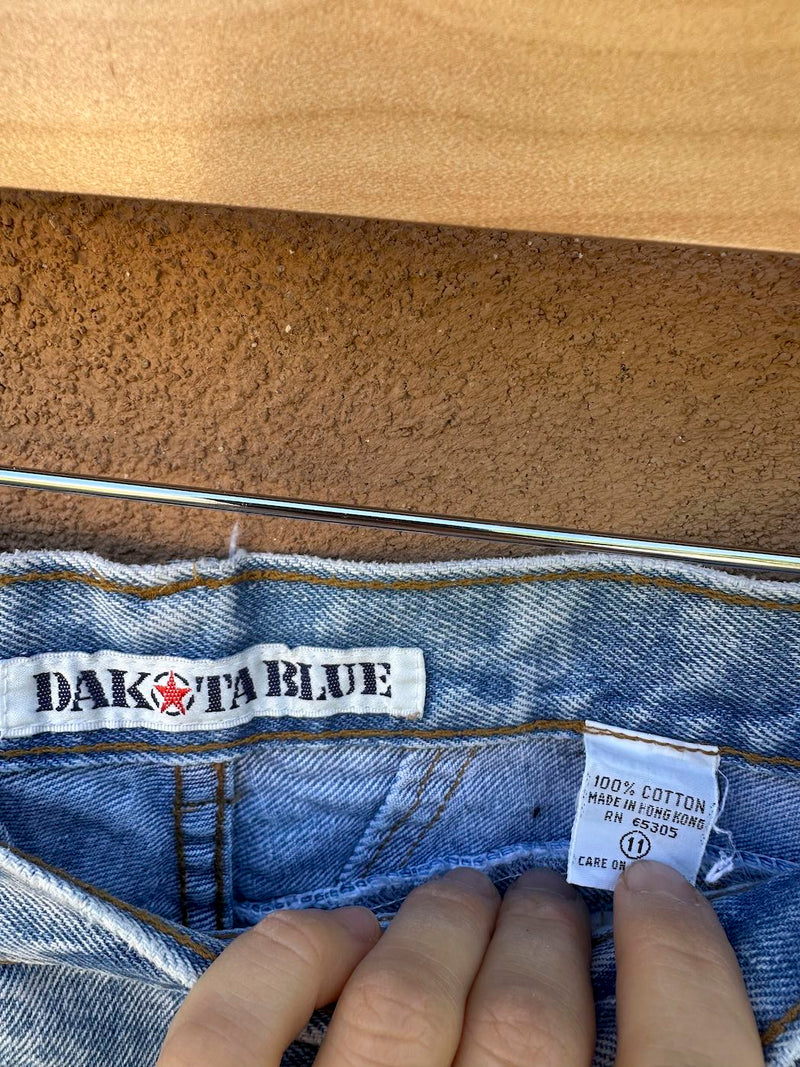 DAKOTA BLUE
100% COTTON
MADE IN HONG KONG
RN 65305
11
CARE ON